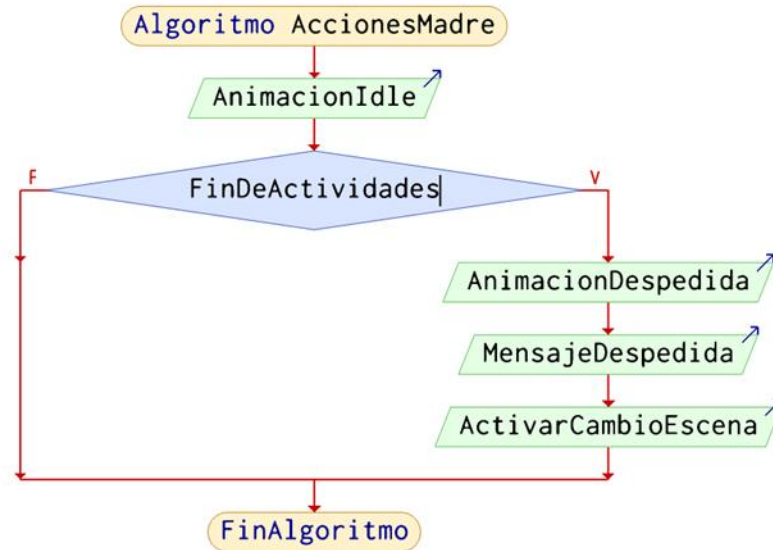 Algoritmo AccionesMadre
AnimacionIdle
F
FinDeActividades
V
AnimacionDespedida
MensajeDespedida
ActivarCambioEscena
FinAlgoritmo